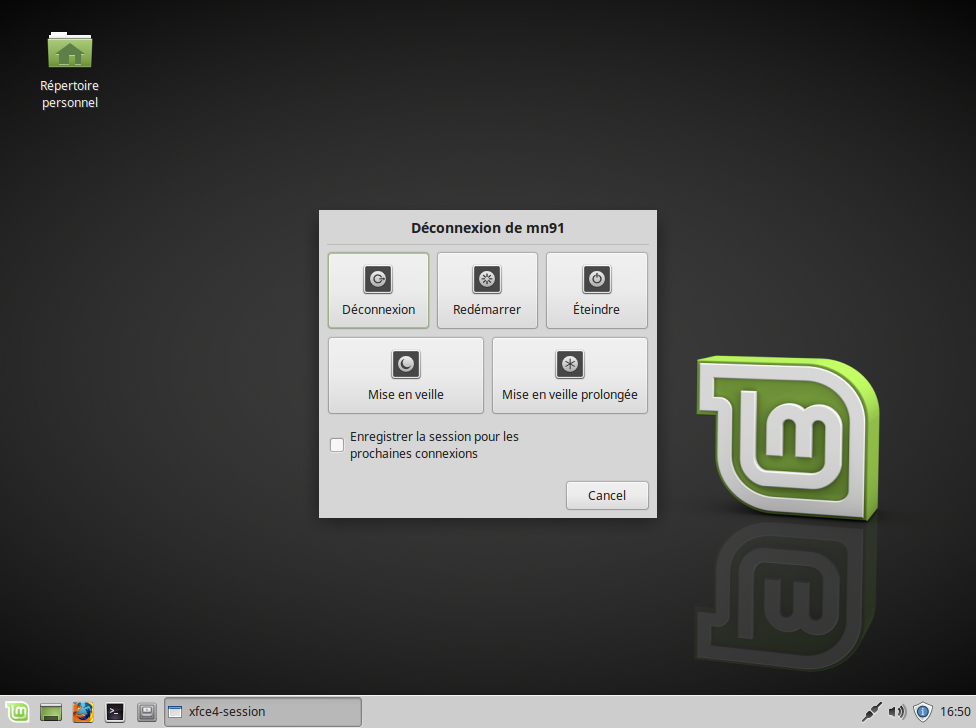 Répertoire
personnel
Déconnexion de mn91
Déconnexion
Redémarrer
Éteindre
Mise en veille
Mise en veille prolongée
Enregistrer la session pour les
prochaines connexions
Cancel
xfce4-session
16:50